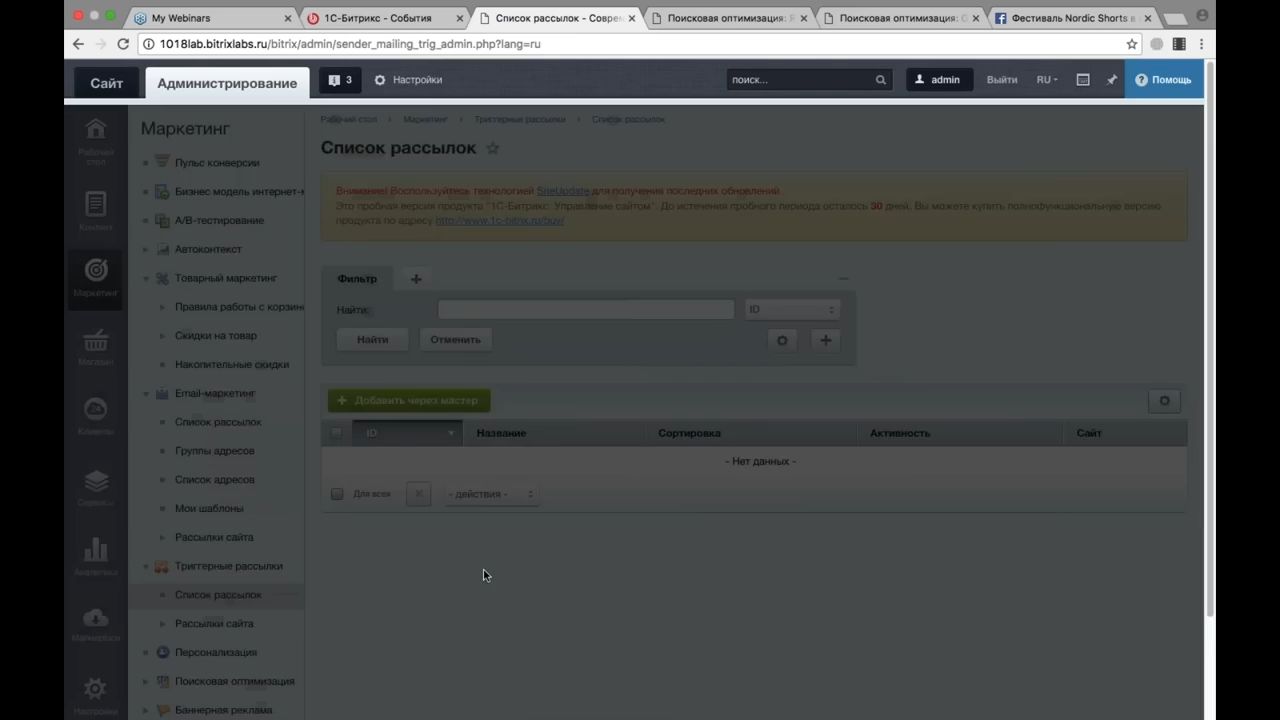 My Webinars
1С-Битрикс - События
Список рассылок - Соврем
Поисковая оптимизация: Я
Поисковая оптимизация: G
Фестиваль Nordic Shorts в
1018lab.bitrixlabs.ru/bitrix/admin/sender_mailing_trig_admin.php?lang=ru
Сайт
Администрирование
3
Настройки
поиск...
admin
Выйти
RU
Помощь
Рабочий стол
Контент
Маркетинг
Магазин
24
Клиенты
Сервисы
Аналитика
Marketplace
Настройки
Маркетинг
Пульс конверсии
Бизнес модель интернет-м
A/B-тестирование
Автоконтекст
Товарный маркетинг
Правила работы с корзин
Скидки на товар
Накопительные скидки
Email-маркетинг
Список рассылок
Группы адресов
Список адресов
Мои шаблоны
Рассылки сайта
Триггерные рассылки
Список рассылок
Рассылки сайта
Персонализация
Поисковая оптимизация
Баннерная реклама
Рабочий стол Маркетинг Триггерные рассылки Список рассылок
Список рассылок
Внимание! Воспользуйтесь технологией SiteUpdate для получения последних обновлений.
Это пробная версия продукта "1С-Битрикс: Управление сайтом". До истечения пробного периода осталось 30 дней. Вы можете купить полнофункциональную версию
продукта по адресу http://www.1c-bitrix.ru/buy/
Фильтр
Найти:
ID
Найти
Отменить
Добавить через мастер
ID Название Сортировка Активность Сайт
- Нет данных -
Для всех
- действия -